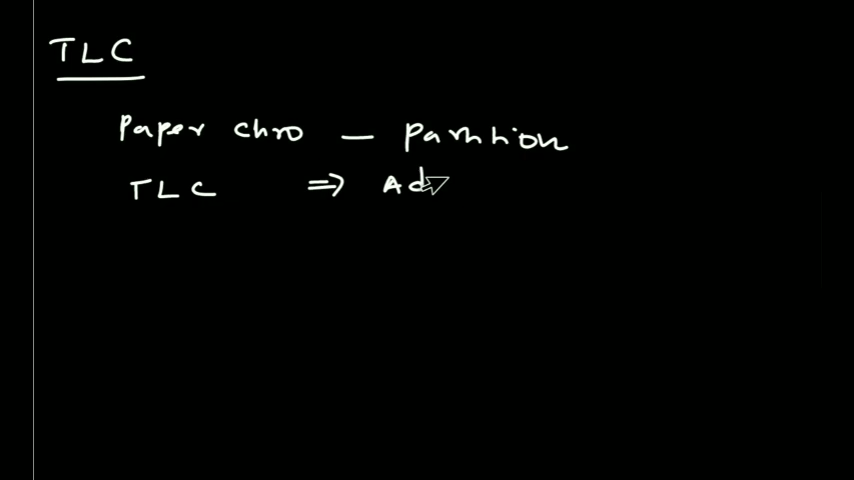 TLC
Paper chro — partition
TLC ⇒ Ad